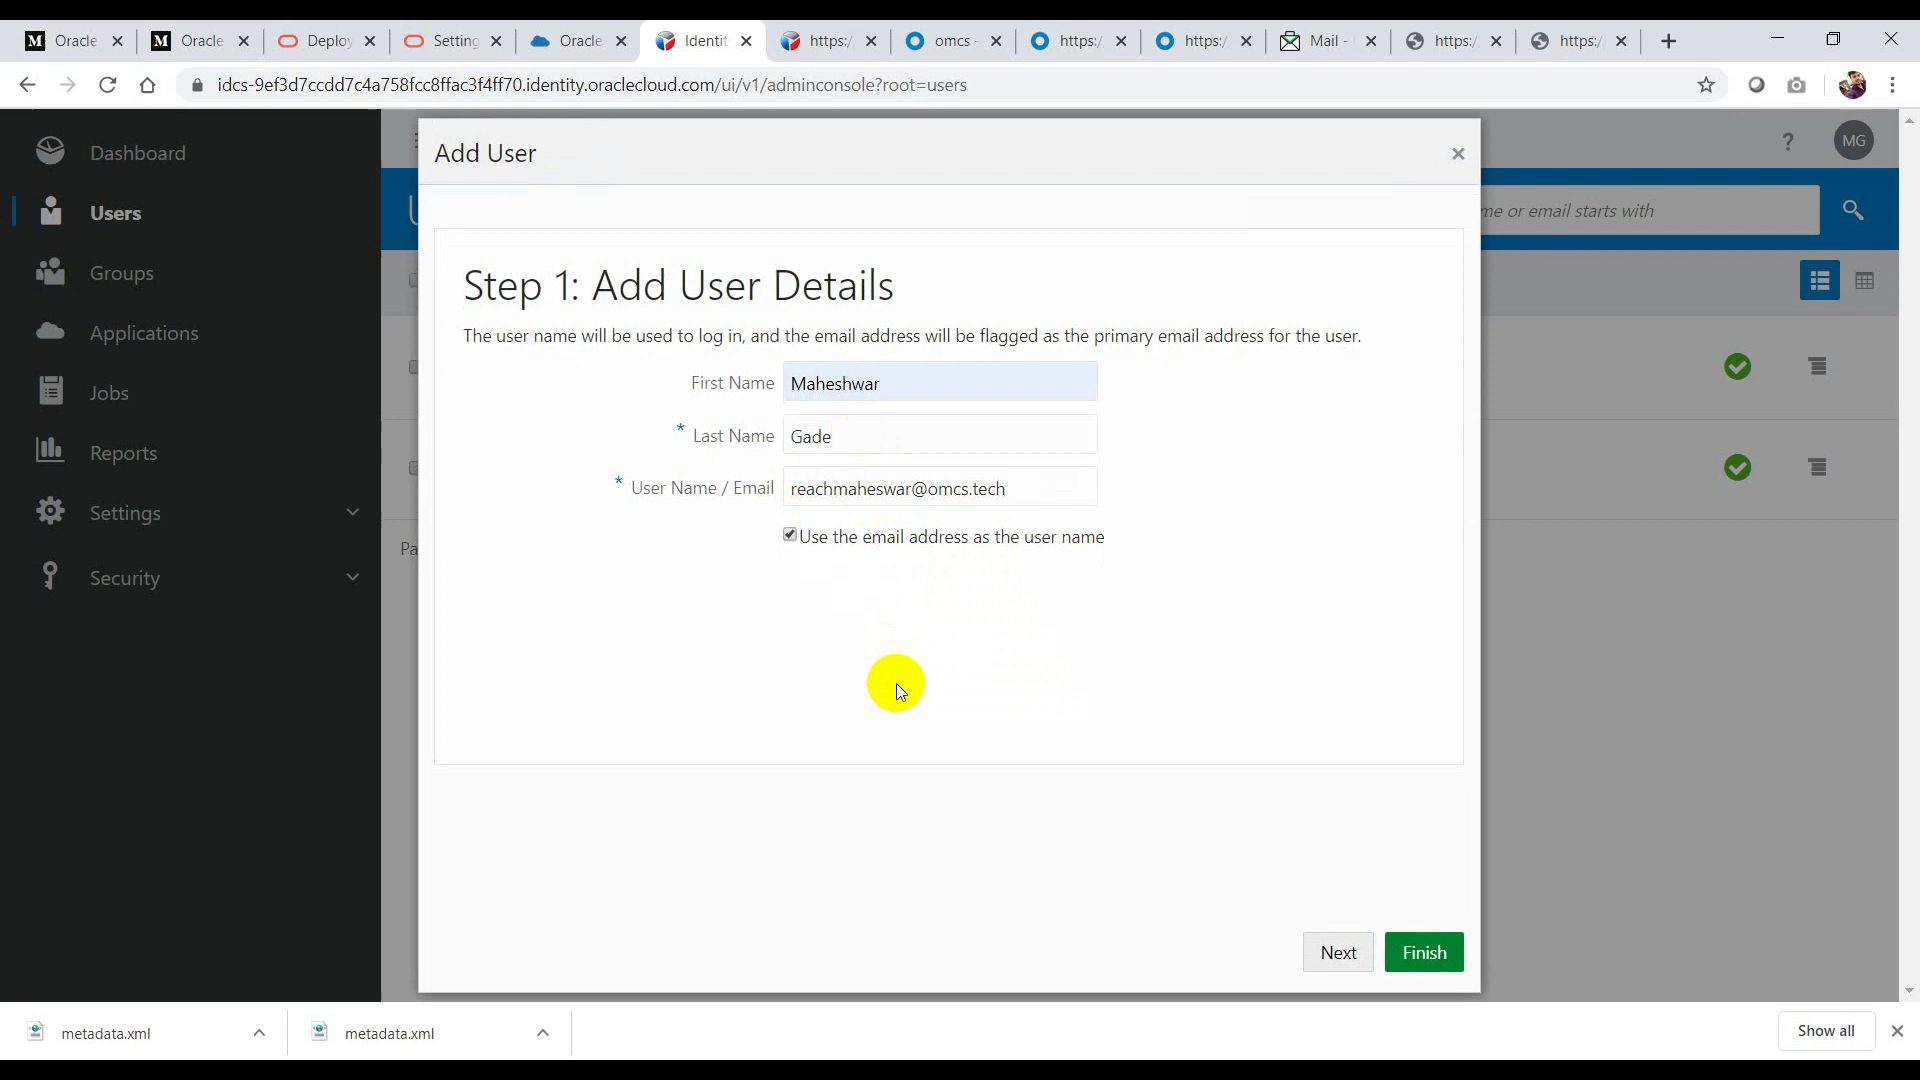 Oracle
Oracle
Deploy
Setting
Oracle
Identit
https:/
omcs -
https:/
https:/
Mail -
https:/
https:/
idcs-9ef3d7ccdd7c4a758fcc8ffac3f4ff70.identity.oraclecloud.com/ui/v1/adminconsole?root=users
Dashboard
Users
Groups
Applications
Jobs
Reports
Settings
Security
Add User
? MG
me or email starts with
Step 1: Add User Details
The user name will be used to log in, and the email address will be flagged as the primary email address for the user.
First Name Maheshwar
* Last Name Gade
* User Name / Email reachmaheswar@omcs.tech
Use the email address as the user name
Pa
Next Finish
metadata.xml
metadata.xml
Show all